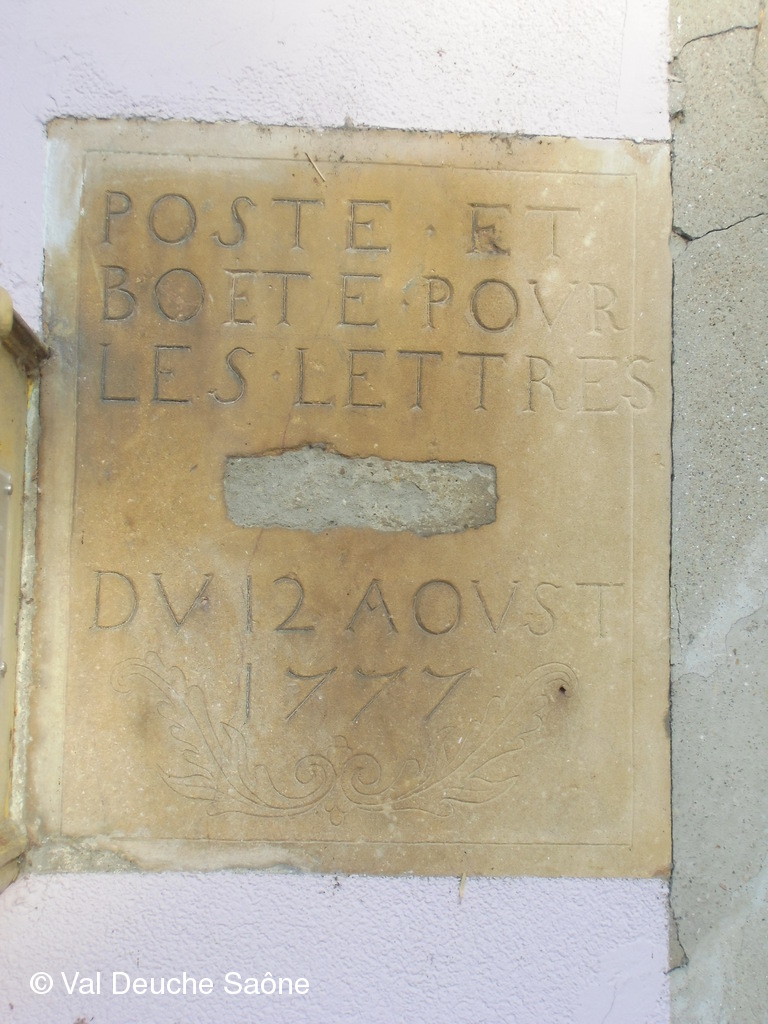 POSTE · ET
BOETE · POVR
LES · LETTRES
DV 12 AOVST
1777
© Val Deuche Saône